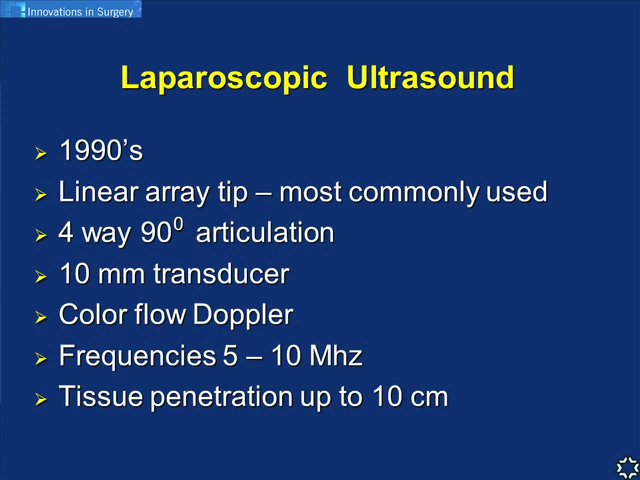 Innovations in Surgery
Laparoscopic Ultrasound
1990’s
Linear array tip – most commonly used
4 way 90⁰ articulation
10 mm transducer
Color flow Doppler
Frequencies 5 – 10 Mhz
Tissue penetration up to 10 cm